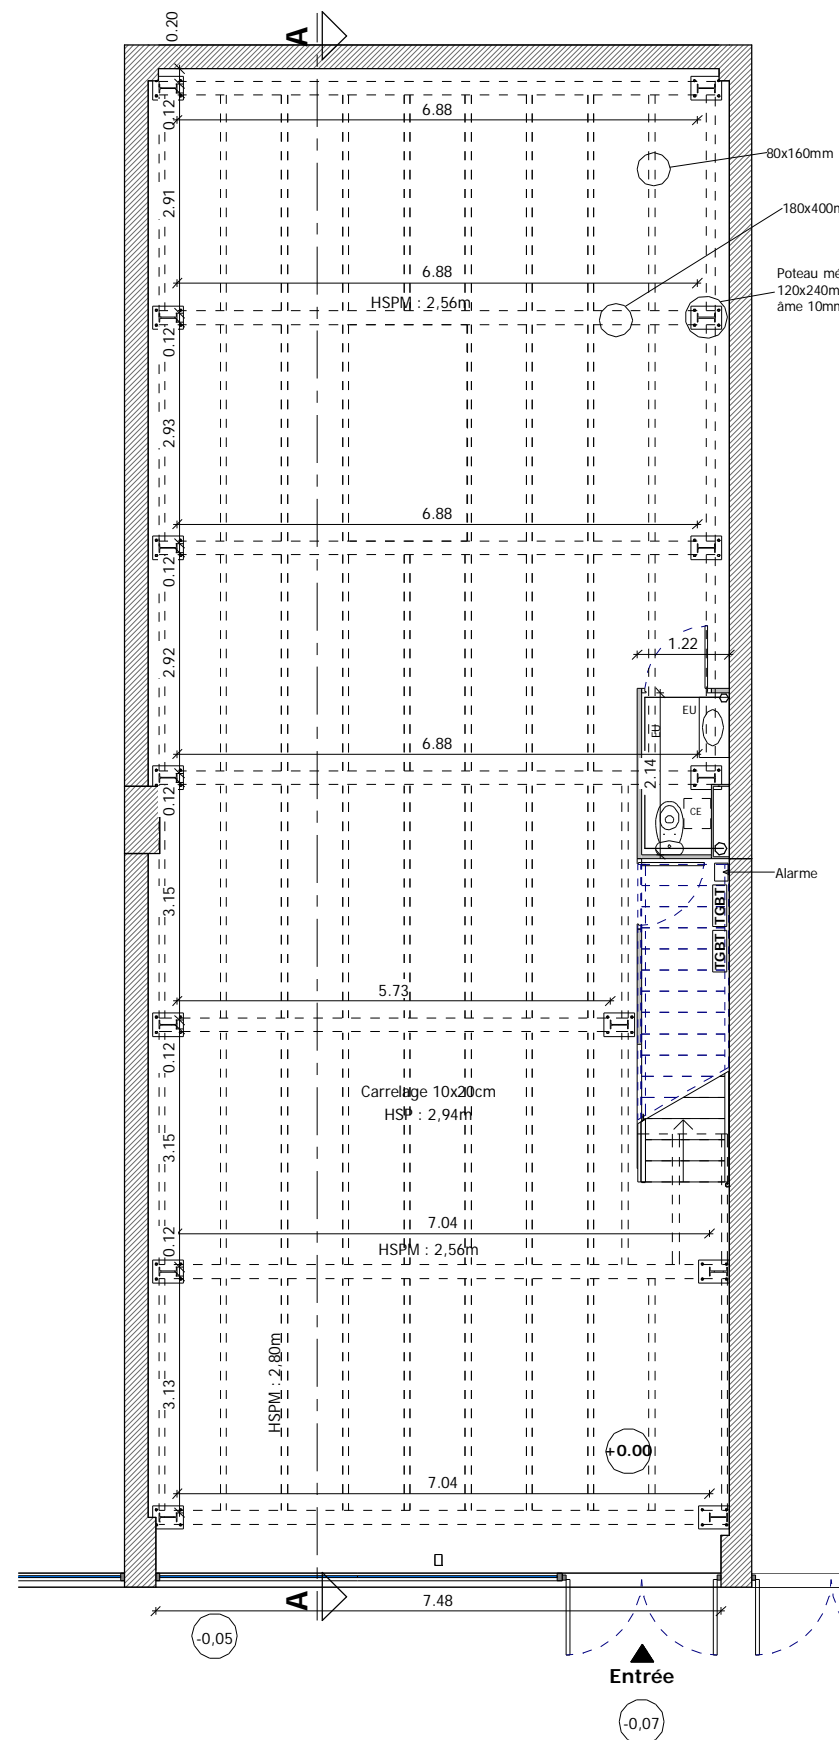 0.20
A
0.12
6.88
80x160mm
2.91
180x400m
6.88
HSPM : 2,56m
Poteau mé
120x240m
âme 10mm
0.12
2.93
6.88
0.12
1.22
2.92
EU
EU
6.88
2.14
0.12
CE
Alarme
3.15
TGBT
TGBT
5.73
0.12
Carrelage 10x20cm
HSP : 2,94m
3.15
7.04
0.12
HSPM : 2,56m
HSPM : 2,80m
3.13
+0.00
7.04
A
7.48
-0,05
Entrée
-0,07